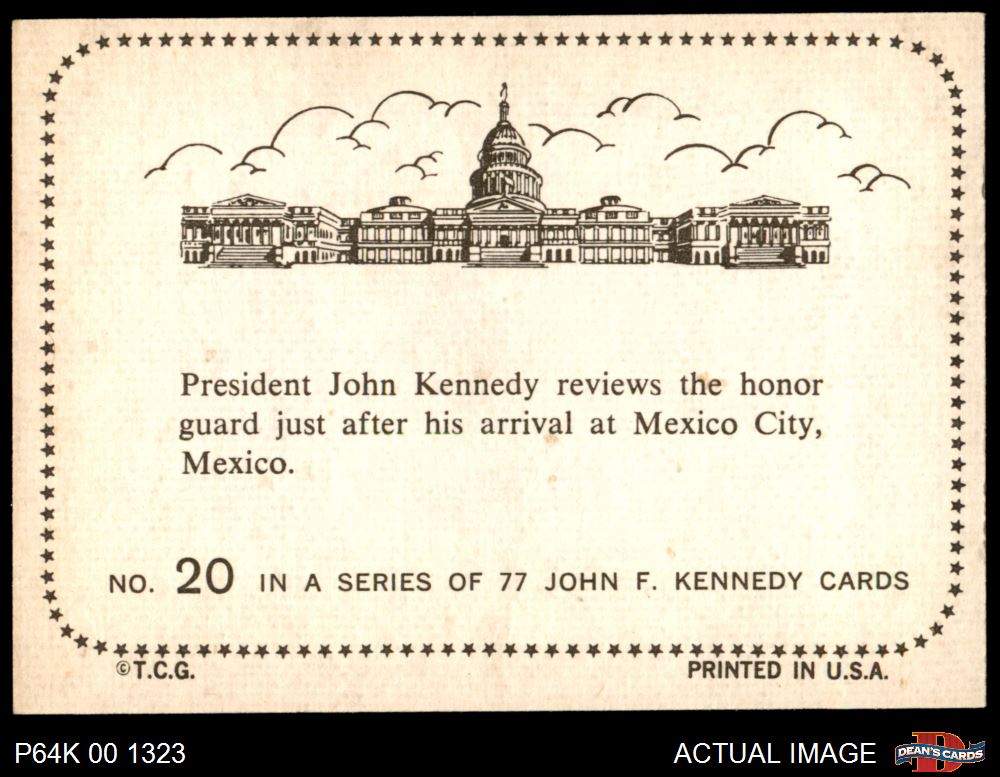 President John Kennedy reviews the honor
guard just after his arrival at Mexico City,
Mexico.
NO. 20 IN A SERIES OF 77 JOHN F. KENNEDY CARDS
©T.C.G. PRINTED IN U.S.A.
P64K 00 1323 ACTUAL IMAGE D DEAN'S CARDS